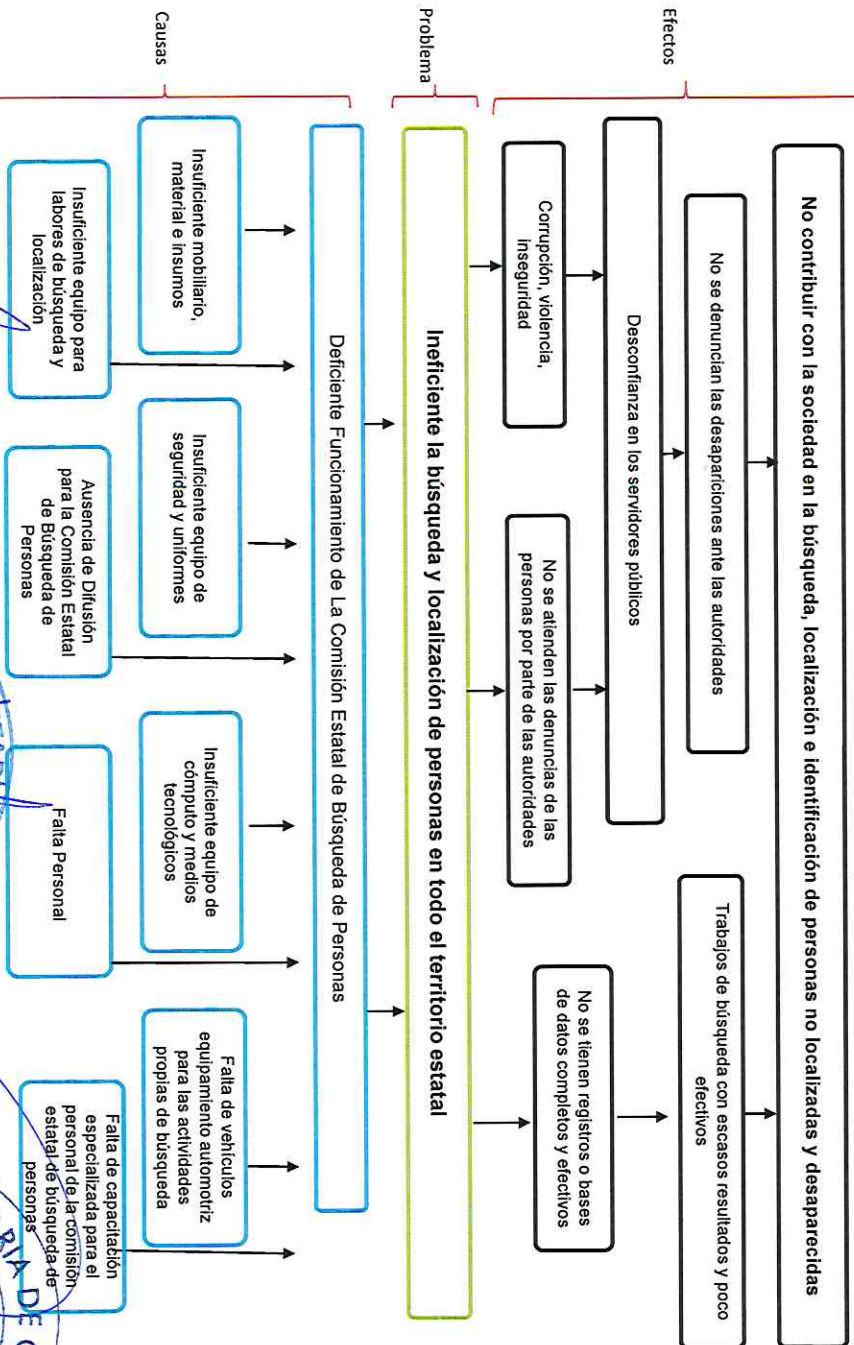 Efectos
No contribuir con la sociedad en la búsqueda, localización e identificación de personas no localizadas y desaparecidas
No se denuncian las desapariciones ante las autoridades
Trabajos de búsqueda con escasos resultados y poco
efectivos
Desconfianza en los servidores públicos
Corrupción, violencia,
inseguridad
No se atienden las denuncias de las
personas por parte de las autoridades
No se tienen registros o bases
de datos completos y efectivos
Problema
Ineficiente la búsqueda y localización de personas en todo el territorio estatal
Causas
Deficiente Funcionamiento de La Comisión Estatal de Búsqueda de Personas
Insuficiente mobiliario,
material e insumos
Insuficiente equipo de
seguridad y uniformes
Insuficiente equipo de
cómputo y medios
tecnológicos
Falta de vehículos
equipamiento automotriz
para las actividades
propias de búsqueda
Insuficiente equipo para
labores de búsqueda y
localización
Ausencia de Difusión
para la Comisión Estatal
de Búsqueda de
Personas
Falta Personal
Falta de capacitación
especializada para el
personal de la comisión
estatal de búsqueda de
personas